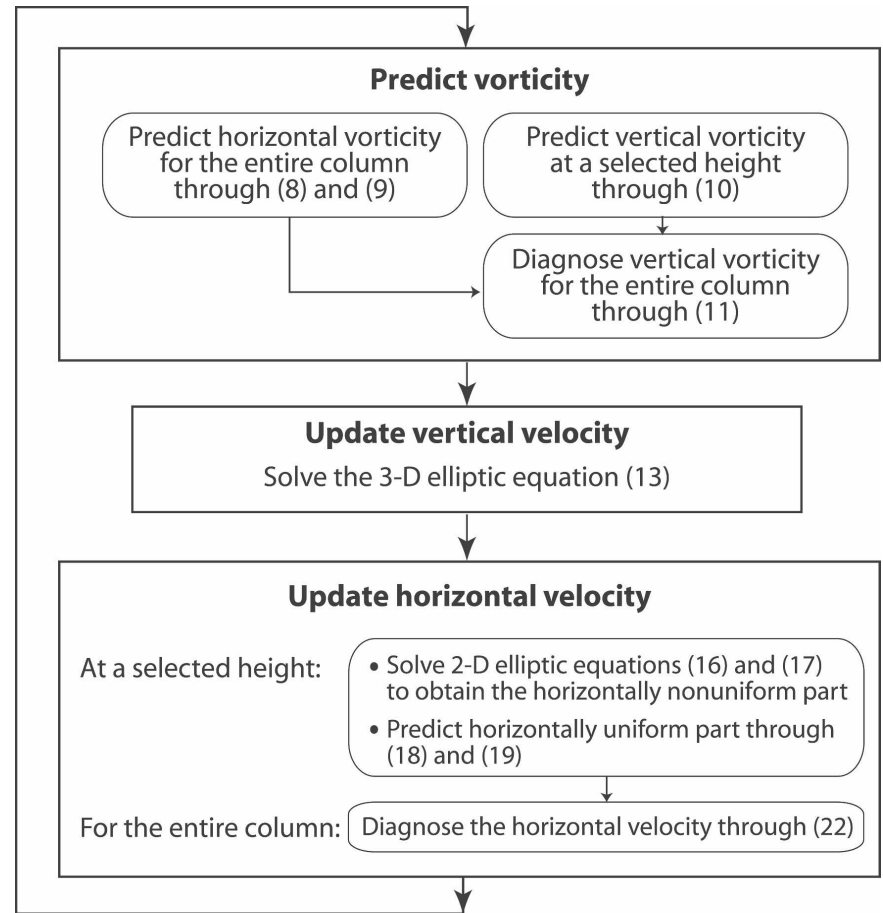 Predict vorticity
Predict horizontal vorticity
for the entire column
through (8) and (9)
Predict vertical vorticity
at a selected height
through (10)
Diagnose vertical vorticity
for the entire column
through (11)
Update vertical velocity
Solve the 3-D elliptic equation (13)
Update horizontal velocity
At a selected height:
• Solve 2-D elliptic equations (16) and (17)
to obtain the horizontally nonuniform part
• Predict horizontally uniform part through
(18) and (19)
For the entire column:
Diagnose the horizontal velocity through (22)